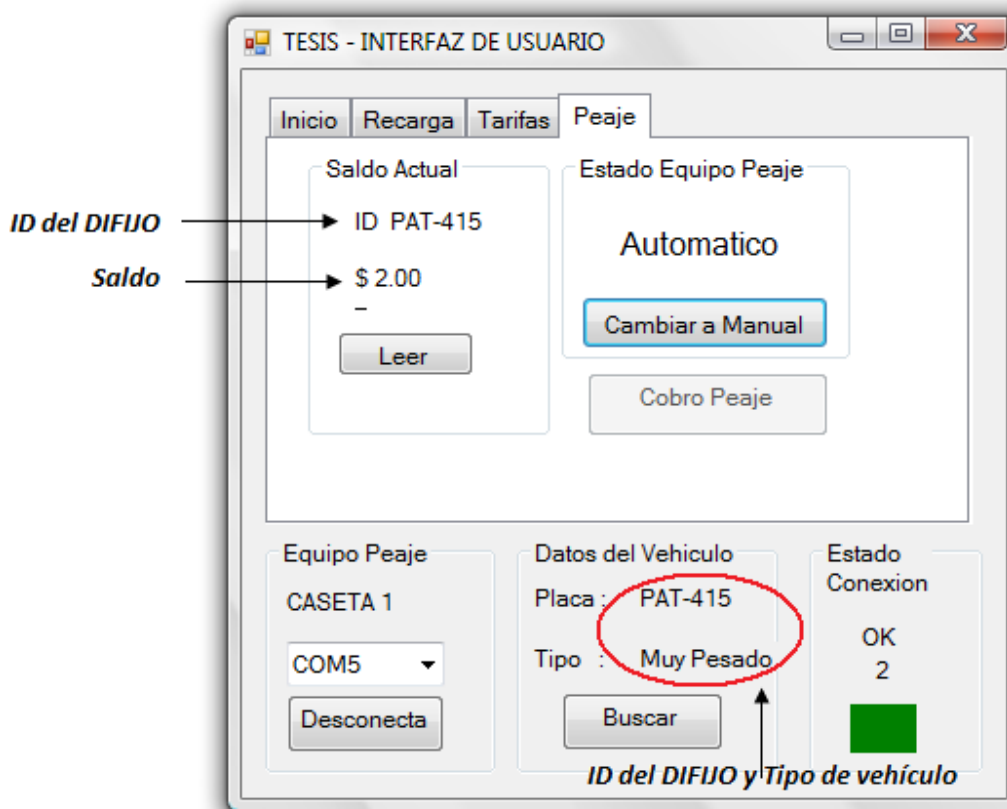 TESIS - INTERFAZ DE USUARIO
Inicio Recarga Tarifas Peaje
Saldo Actual
ID del DIFIJO
ID PAT-415
Saldo
$ 2.00
–
Leer
Estado Equipo Peaje
Automatico
Cambiar a Manual
Cobro Peaje
Equipo Peaje
CASETA 1
COM5
Desconecta
Datos del Vehiculo
Placa : PAT-415
Tipo : Muy Pesado
Buscar
ID del DIFIJO y Tipo de vehículo
Estado
Conexion
OK
2